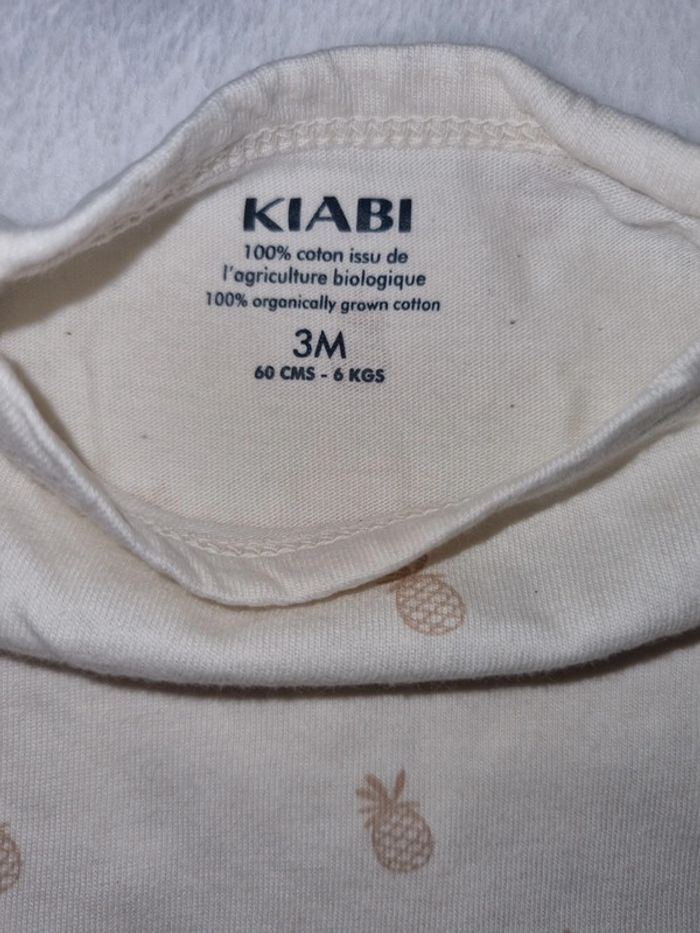 KIABI
100% coton issu de
l'agriculture biologique
100% organically grown cotton
3M
60 CMS - 6 KGS